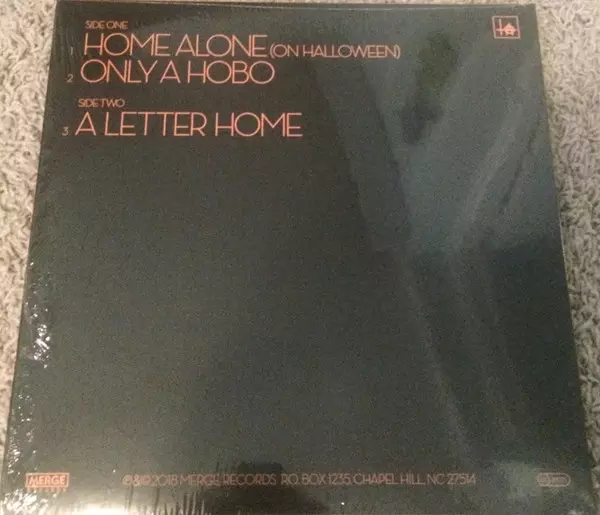 SIDE ONE
1 HOME ALONE (ON HALLOWEEN)
2 ONLY A HOBO
SIDE TWO
3 A LETTER HOME
MERGE
RECORDS
©&℗ 2018 MERGE RECORDS P.O. BOX 1235, CHAPEL HILL, NC 27514